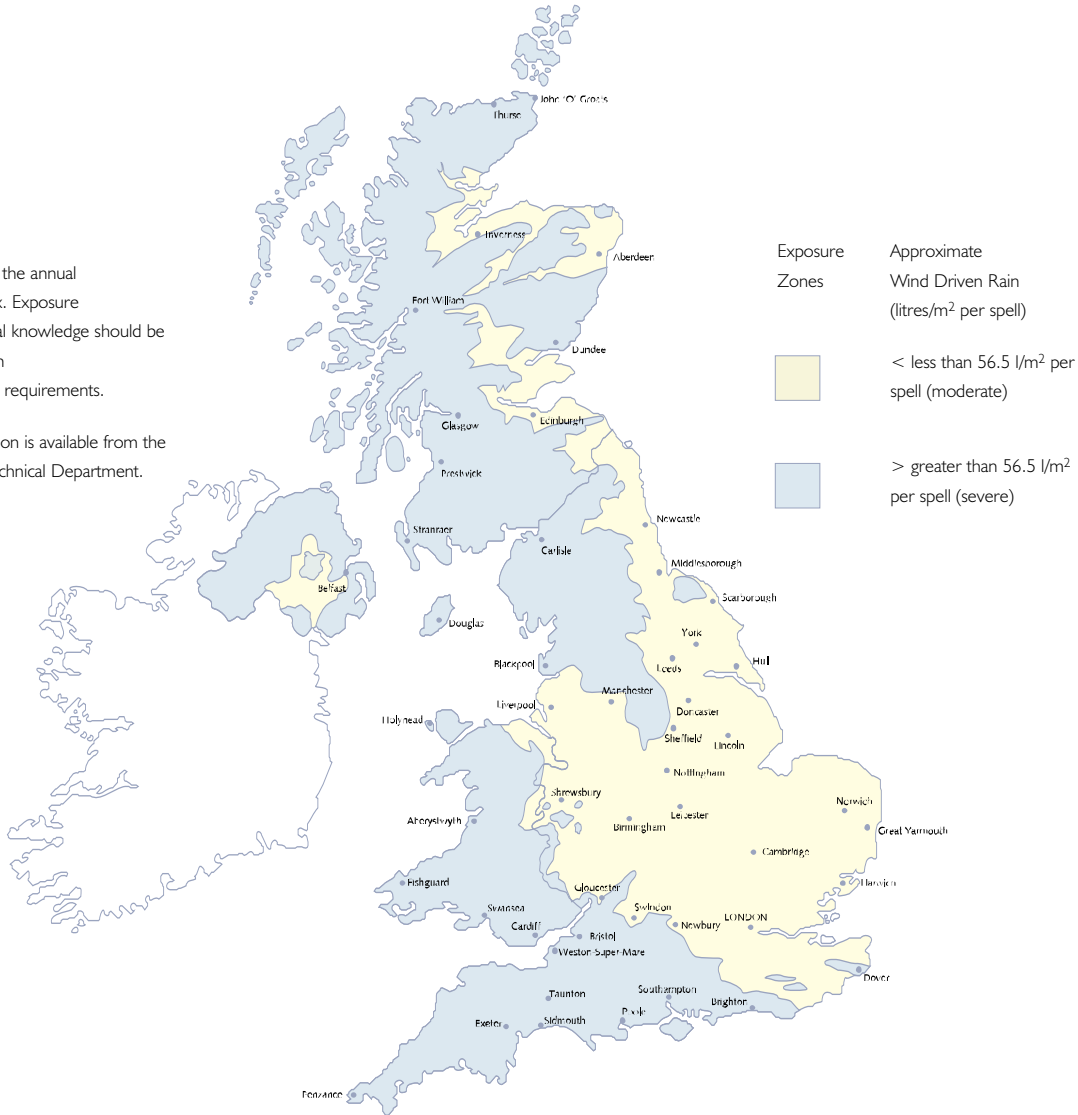 the annual
x. Exposure
al knowledge should be
n
requirements.
on is available from the
echnical Department.
Exposure
Zones
Approximate
Wind Driven Rain
(litres/m² per spell)
< less than 56.5 l/m² per
spell (moderate)
> greater than 56.5 l/m²
per spell (severe)
John 'O' Groats
Thurso
Inverness
Aberdeen
Fort William
Dundee
Glasgow
Edinburgh
Prestwick
Stranraer
Newcastle
Carlisle
Middlesborough
Belfast
Scarborough
Douglas
York
Blackpool
Leeds
Hull
Manchester
Liverpool
Doncaster
Holyhead
Sheffield
Lincoln
Nottingham
Shrewsbury
Norwich
Leicester
Aberystwyth
Birmingham
Great Yarmouth
Cambridge
Fishguard
Gloucester
Harwich
Swansea
Swindon
LONDON
Cardiff
Newbury
Bristol
Weston-Super-Mare
Dover
Taunton
Southampton
Brighton
Poole
Exeter
Sidmouth
Penzance